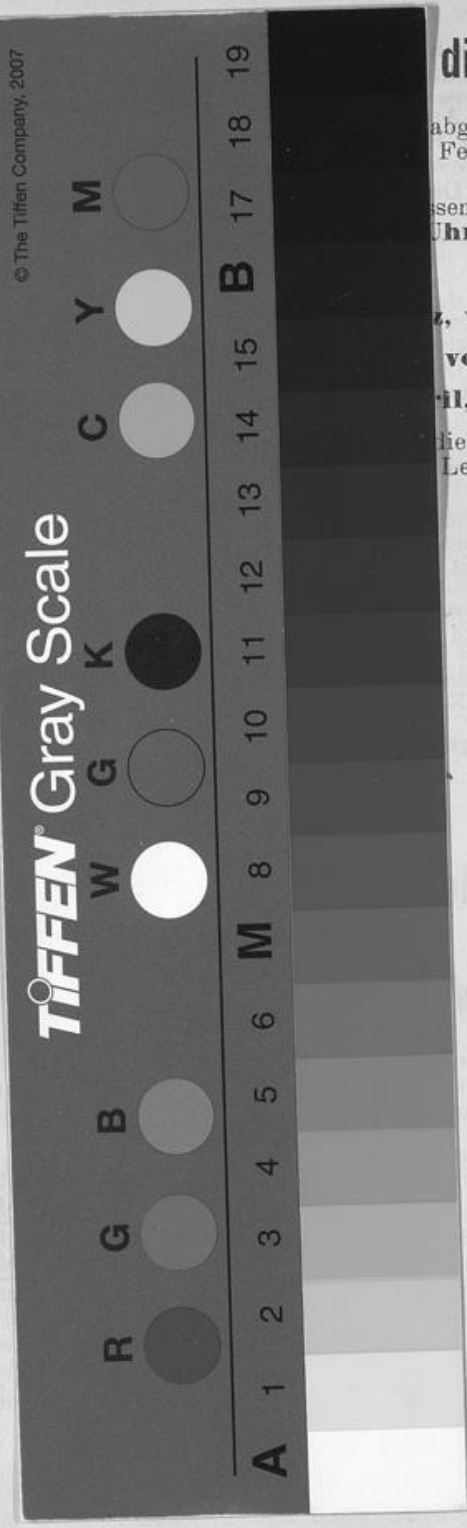 © The Tiffen Company, 2007
TIFFEN® Gray Scale
R G B W G K C Y M
A 1 2 3 4 5 6 M 8 9 10 11 12 13 14 15 B 17 18 19
di
abg
Fe
ssen
Uhr
z,
ve
ril,
die
Le